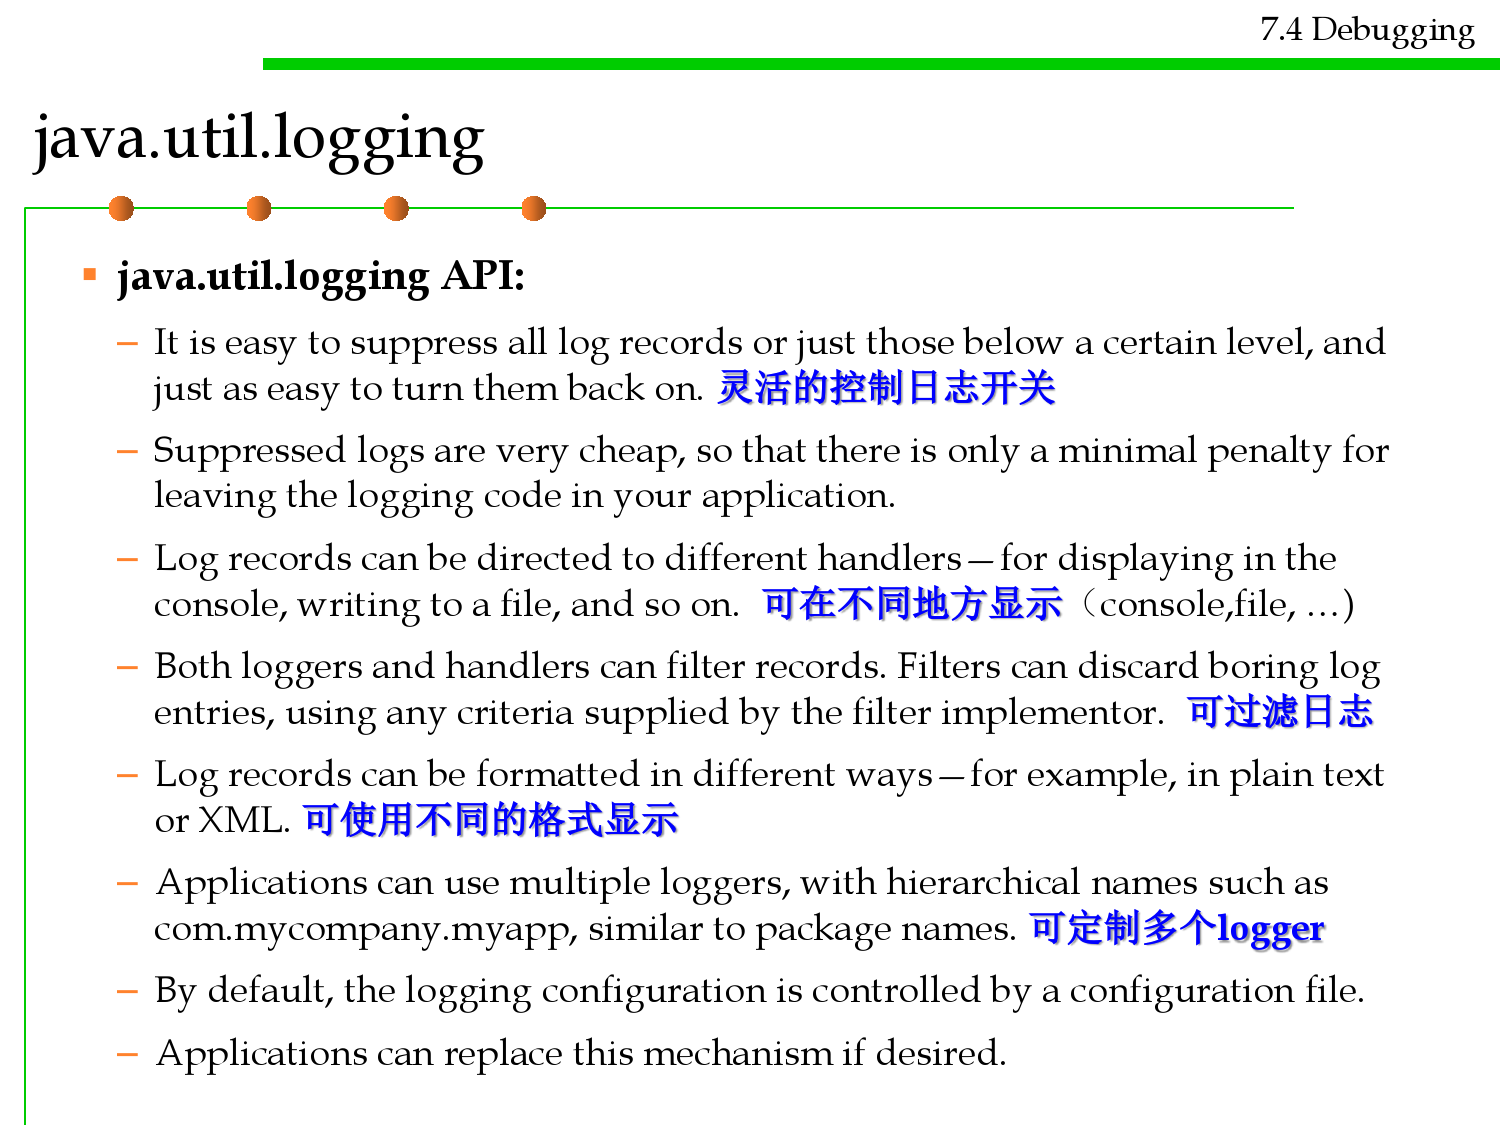 7.4 Debugging
java.util.logging
▪ java.util.logging API:
– It is easy to suppress all log records or just those below a certain level, and
just as easy to turn them back on. 灵活的控制日志开关
– Suppressed logs are very cheap, so that there is only a minimal penalty for
leaving the logging code in your application.
– Log records can be directed to different handlers—for displaying in the
console, writing to a file, and so on. 可在不同地方显示（console,file, …)
– Both loggers and handlers can filter records. Filters can discard boring log
entries, using any criteria supplied by the filter implementor. 可过滤日志
– Log records can be formatted in different ways—for example, in plain text
or XML. 可使用不同的格式显示
– Applications can use multiple loggers, with hierarchical names such as
com.mycompany.myapp, similar to package names. 可定制多个logger
– By default, the logging configuration is controlled by a configuration file.
– Applications can replace this mechanism if desired.